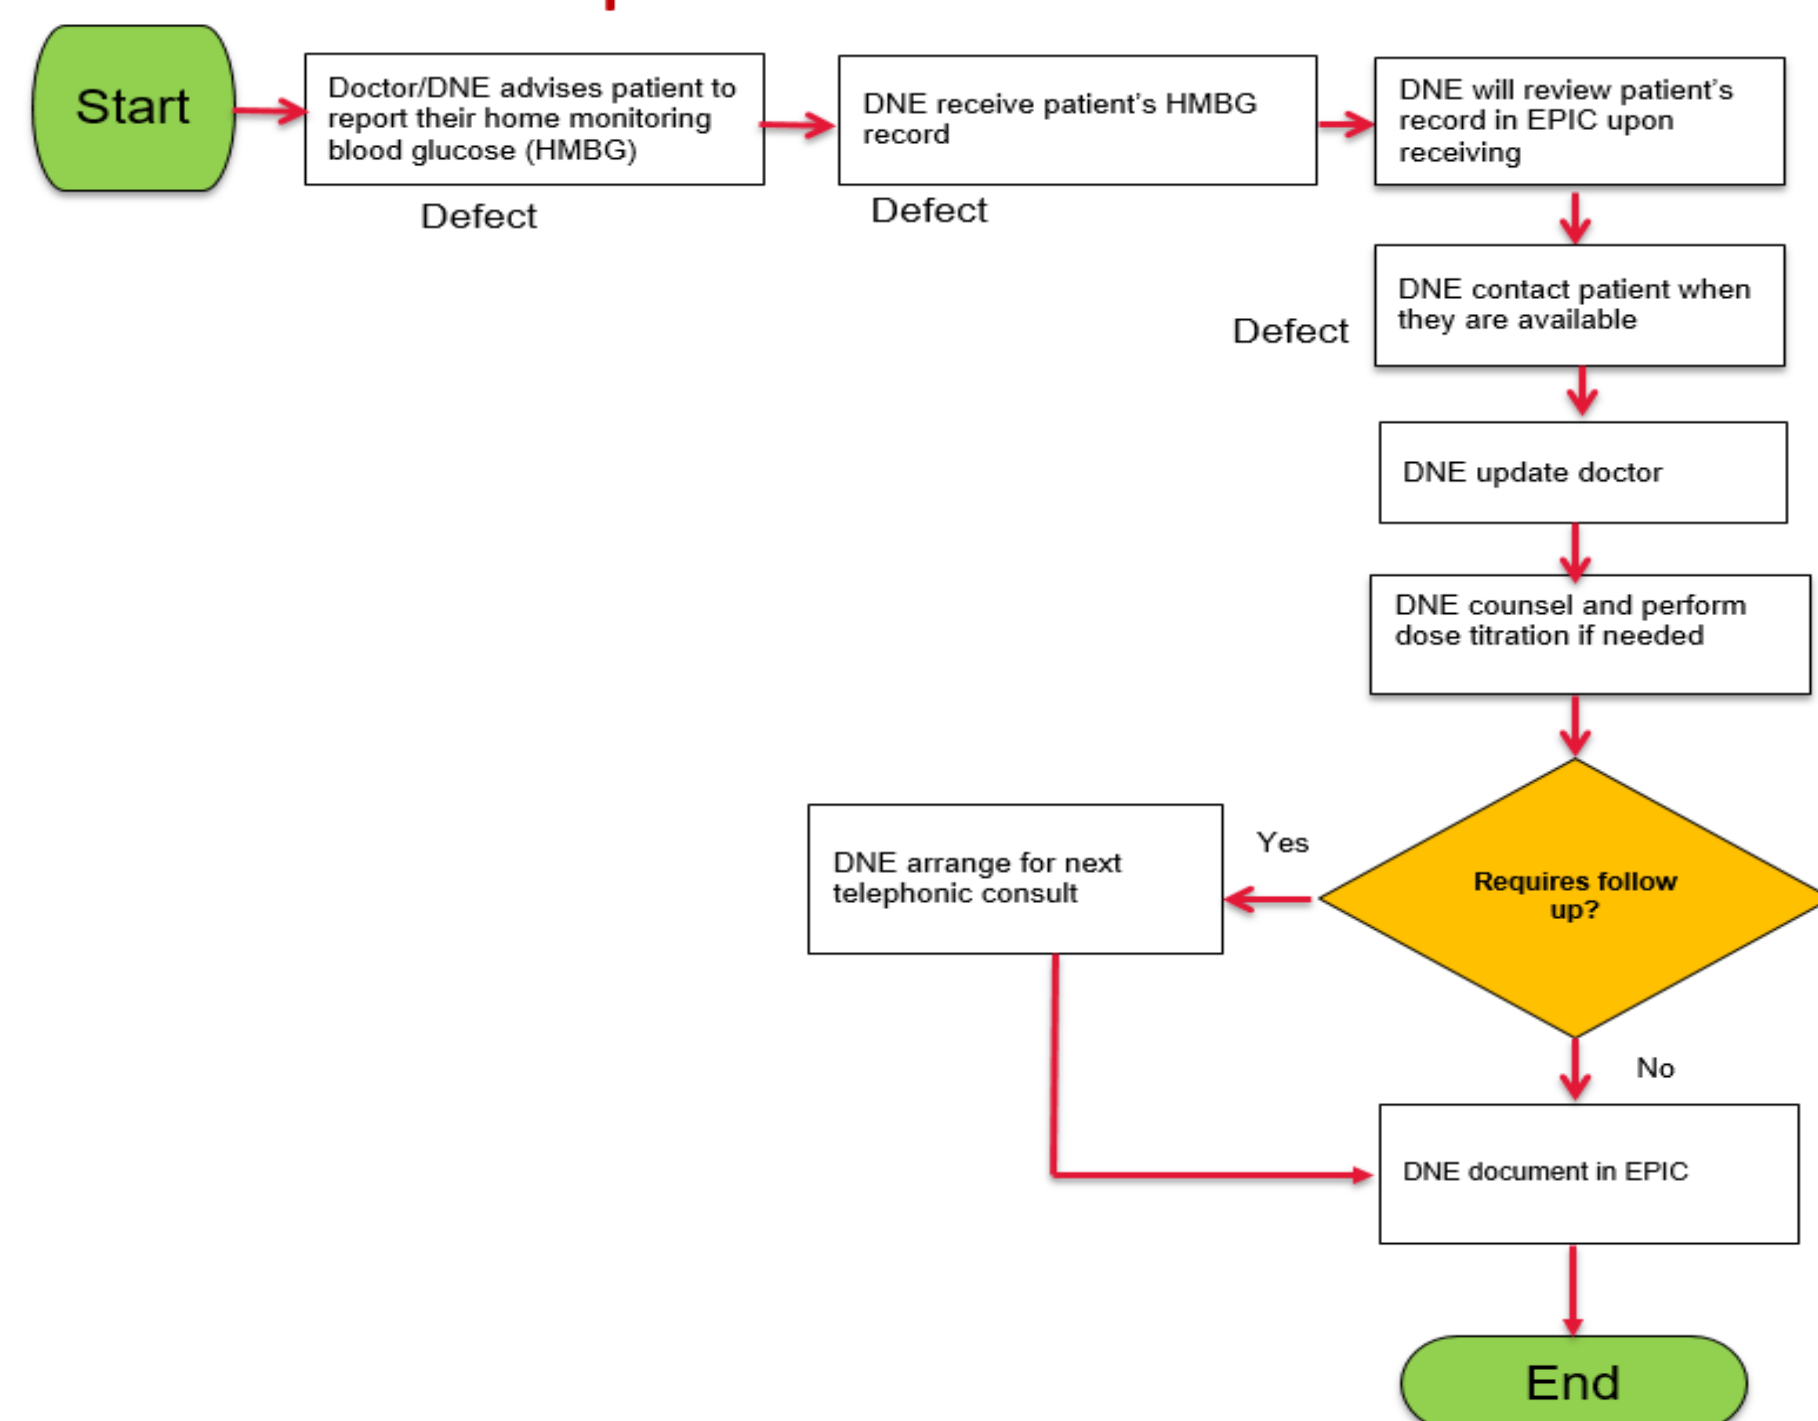 Start
Doctor/DNE advises patient to
report their home monitoring
blood glucose (HMBG)
Defect
DNE receive patient's HMBG
record
Defect
DNE will review patient's
record in EPIC upon
receiving
DNE contact patient when
they are available
Defect
DNE update doctor
DNE counsel and perform
dose titration if needed
Requires follow
up?
Yes
DNE arrange for next
telephonic consult
No
DNE document in EPIC
End